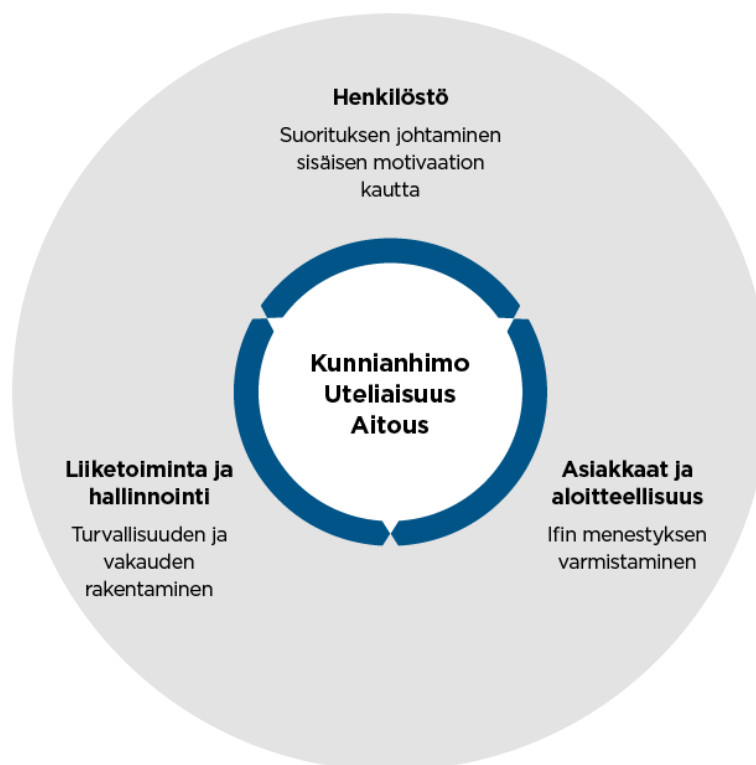 Henkilöstö
Suorituksen johtaminen
sisäisen motivaation
kautta
Kunnianhimo
Uteliaisuus
Aitous
Liiketoiminta ja
hallinnointi
Turvallisuuden ja
vakauden
rakentaminen
Asiakkaat ja
aloitteellisuus
Ifin menestyksen
varmistaminen